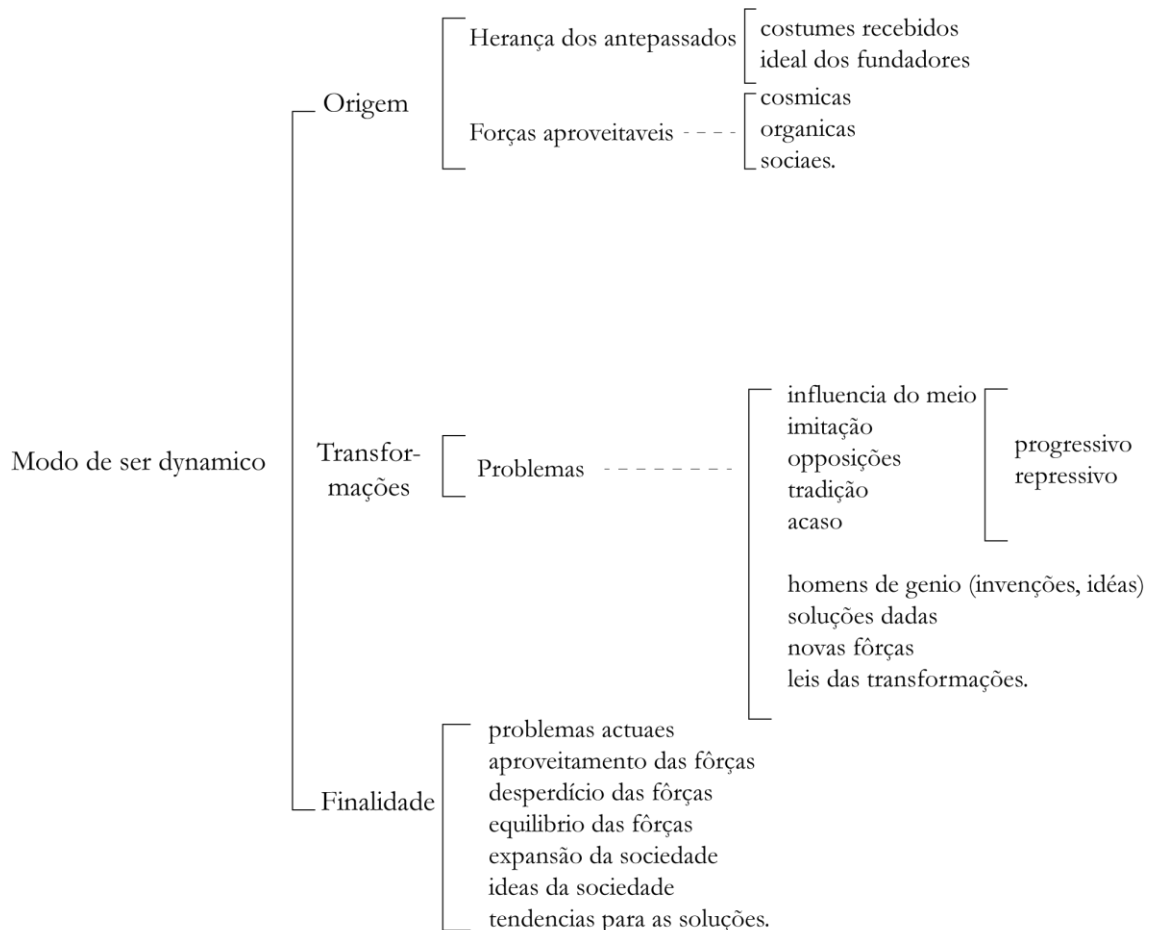 Modo de ser dynamico
Origem
Herança dos antepassados
costumes recebidos
ideal dos fundadores
Forças aproveitaveis
cosmicas
organicas
sociaes.
Transfor-
mações
Problemas
influencia do meio
imitação
opposições
tradição
acaso
progressivo
repressivo
homens de genio (invenções, idéas)
soluções dadas
novas fôrças
leis das transformações.
Finalidade
problemas actuaes
aproveitamento das fôrças
desperdício das fôrças
equilibrio das fôrças
expansão da sociedade
ideas da sociedade
tendencias para as soluções.